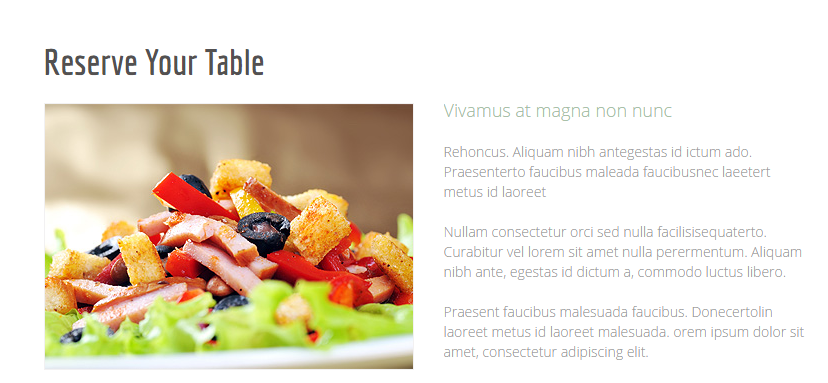 Reserve Your Table
Vivamus at magna non nunc
Rehoncus. Aliquam nibh antegestas id ictum ado.
Praesenterto faucibus maleada faucibusnec laeetert
metus id laoreet
Nullam consectetur orci sed nulla facilisisequaterto.
Curabitur vel lorem sit amet nulla perermentum. Aliquam
nibh ante, egestas id dictum a, commodo luctus libero.
Praesent faucibus malesuada faucibus. Donecertolin
laoreet metus id laoreet malesuada. orem ipsum dolor sit
amet, consectetur adipiscing elit.